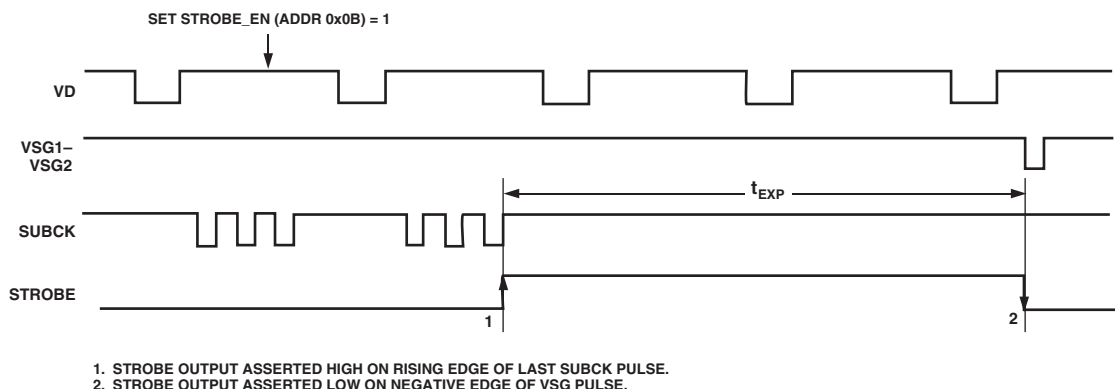 SET STROBE_EN (ADDR 0x0B) = 1
VD
VSG1–
VSG2
tEXP
SUBCK
STROBE
1
2
1. STROBE OUTPUT ASSERTED HIGH ON RISING EDGE OF LAST SUBCK PULSE.
2. STROBE OUTPUT ASSERTED LOW ON NEGATIVE EDGE OF VSG PULSE.